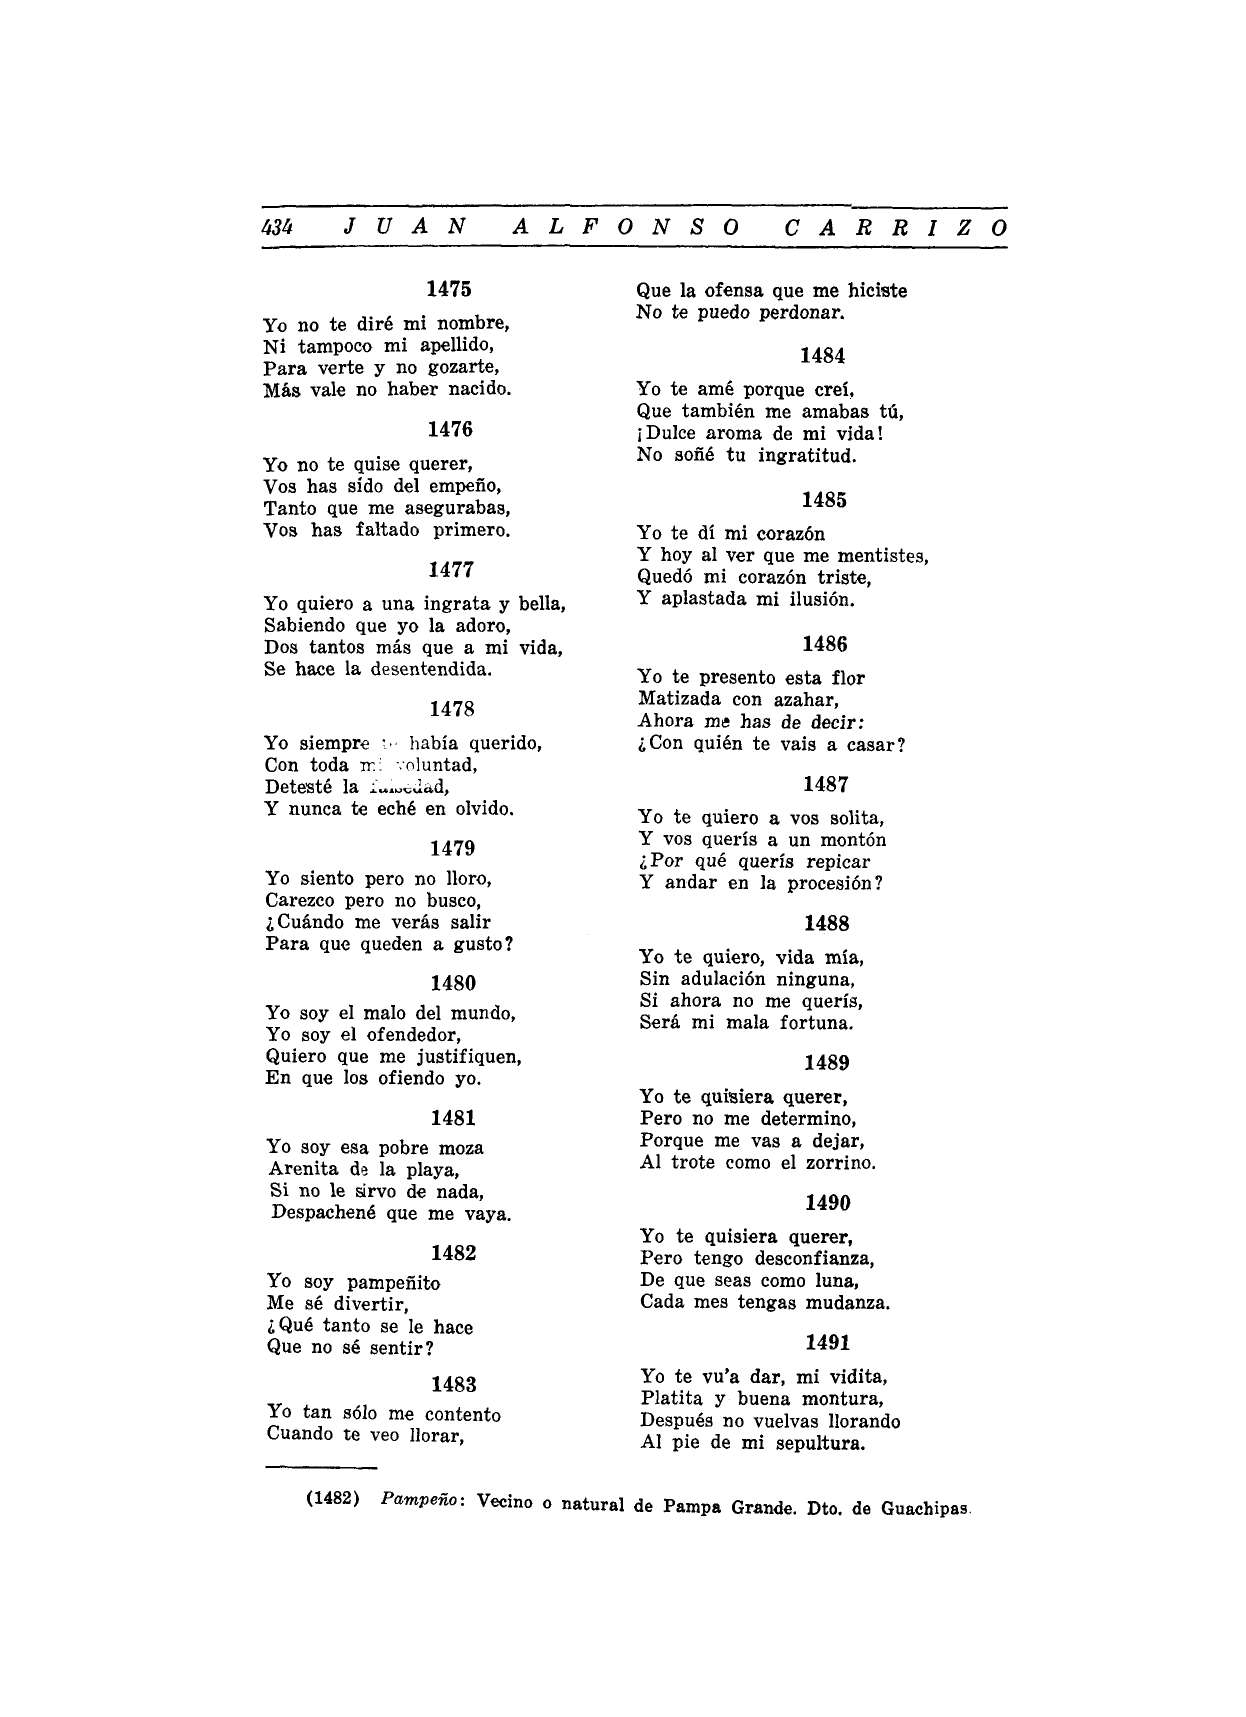 434 JUAN ALFONSO CARRIZO
1475
Yo no te diré mi nombre,
Ni tampoco mi apellido,
Para verte y no gozarte,
Más vale no haber nacido.
1476
Yo no te quise querer,
Vos has sído del empeño,
Tanto que me asegurabas,
Vos has faltado primero.
1477
Yo quiero a una ingrata y bella,
Sabiendo que yo la adoro,
Dos tantos más que a mi vida,
Se hace la desentendida.
1478
Yo siempre había querido,
Con toda mi voluntad,
Detesté la
Y nunca te eché en olvido.
1479
Yo siento pero no lloro,
Carezco pero no busco,
¿Cuándo me verás salir
Para que queden a gusto?
1480
Yo soy el malo del mundo,
Yo soy el ofendedor,
Quiero que me justifiquen,
En que los ofiendo yo.
1481
Yo soy esa pobre moza
Arenita de la playa,
Si no le sirvo de nada,
Despachené que me vaya.
1482
Yo soy pampeñito
Me sé divertir,
¿Qué tanto se le hace
Que no sé sentir?
1483
Yo tan sólo me contento
Cuando te veo llorar,
Que la ofensa que me hiciste
No te puedo perdonar.
1484
Yo te amé porque creí,
Que también me amabas tú,
¡Dulce aroma de mi vida!
No soñé tu ingratitud.
1485
Yo te dí mi corazón
Y hoy al ver que me mentistes,
Quedó mi corazón triste,
Y aplastada mi ilusión.
1486
Yo te presento esta flor
Matizada con azahar,
Ahora me has de decir:
¿Con quién te vais a casar?
1487
Yo te quiero a vos solita,
Y vos querís a un montón
¿Por qué querís repicar
Y andar en la procesión?
1488
Yo te quiero, vida mía,
Sin adulación ninguna,
Si ahora no me querís,
Será mi mala fortuna.
1489
Yo te quisiera querer,
Pero no me determino,
Porque me vas a dejar,
Al trote como el zorrino.
1490
Yo te quisiera querer,
Pero tengo desconfianza,
De que seas como luna,
Cada mes tengas mudanza.
1491
Yo te vu'a dar, mi vidita,
Platita y buena montura,
Después no vuelvas llorando
Al pie de mi sepultura.
(1482) Pampeño: Vecino o natural de Pampa Grande. Dto. de Guachipas.